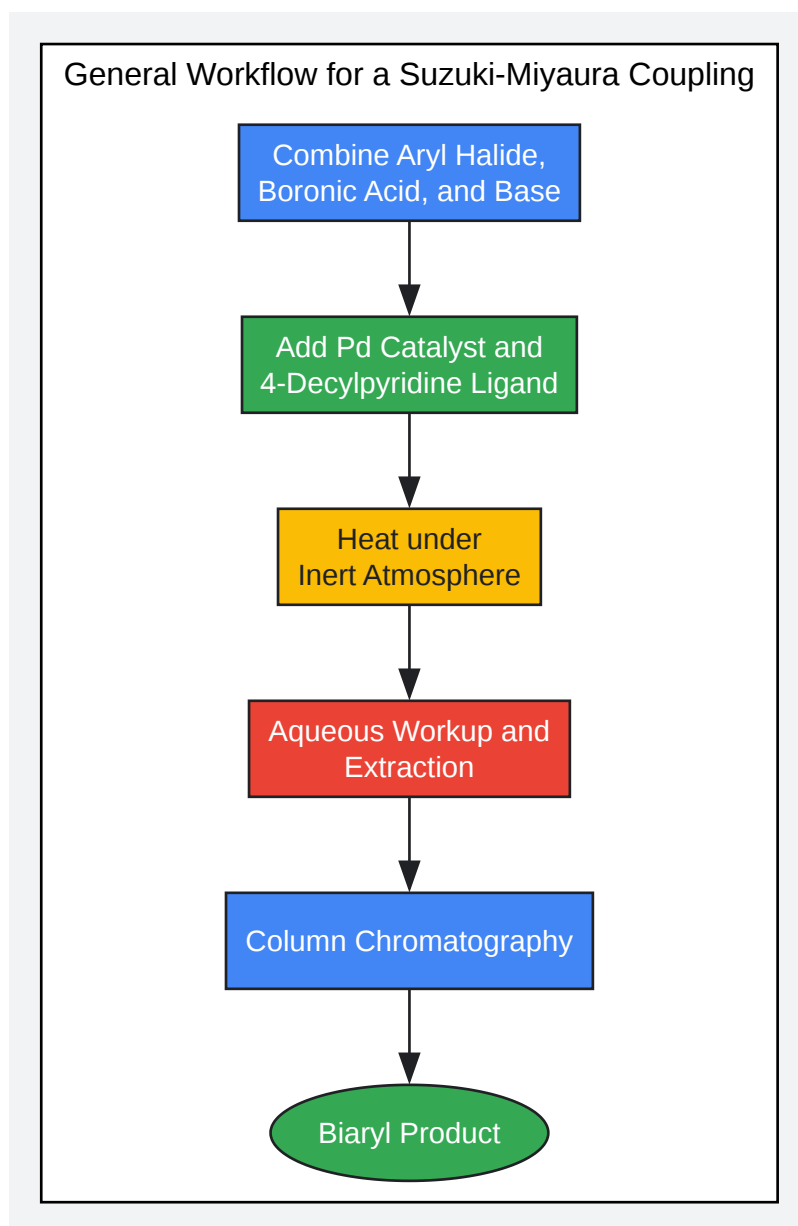 General Workflow for a Suzuki-Miyaura Coupling
Combine Aryl Halide,
Boronic Acid, and Base
Add Pd Catalyst and
4-Decylpyridine Ligand
Heat under
Inert Atmosphere
Aqueous Workup and
Extraction
Column Chromatography
Biaryl Product